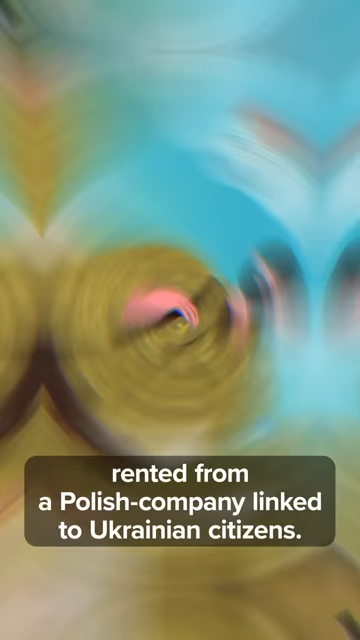 rented from
a Polish-company linked
to Ukrainian citizens.